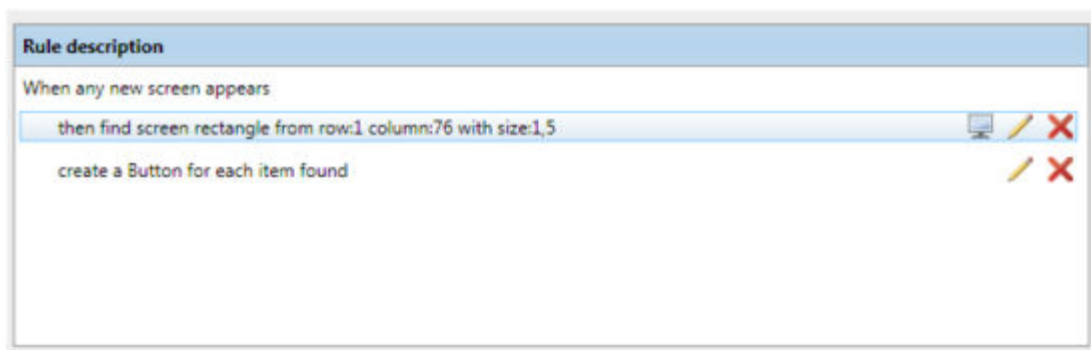 Rule description
When any new screen appears
then find screen rectangle from row:1 column:76 with size:1,5
create a Button for each item found